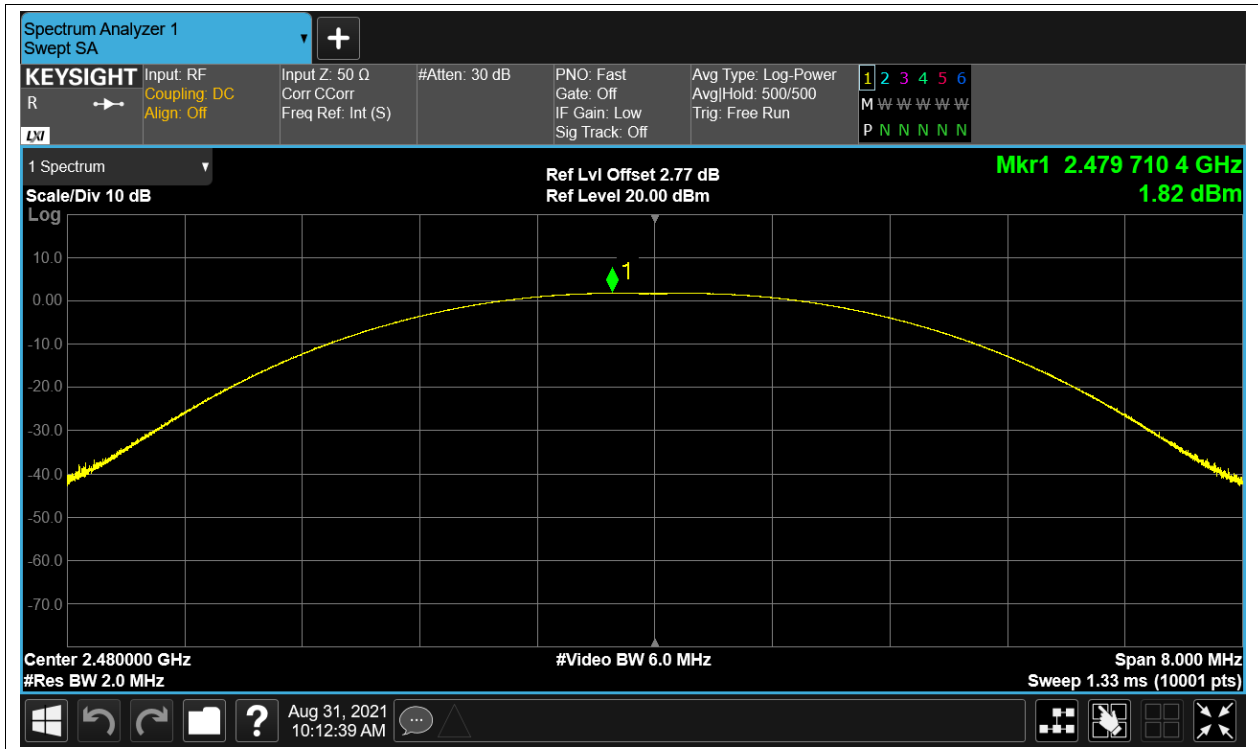 Spectrum Analyzer 1
Swept SA
KEYSIGHT
R
LXI
Input: RF
Coupling: DC
Align: Off
Input Z: 50 Ω
Corr CCorr
Freq Ref: Int (S)
#Atten: 30 dB
PNO: Fast
Gate: Off
IF Gain: Low
Sig Track: Off
Avg Type: Log-Power
Avg|Hold: 500/500
Trig: Free Run
1 2 3 4 5 6
M W W W W W
P N N N N N
1 Spectrum
Scale/Div 10 dB
Log
Ref Lvl Offset 2.77 dB
Ref Level 20.00 dBm
Mkr1 2.479 710 4 GHz
1.82 dBm
1
10.0
0.00
-10.0
-20.0
-30.0
-40.0
-50.0
-60.0
-70.0
Center 2.480000 GHz
#Res BW 2.0 MHz
#Video BW 6.0 MHz
Span 8.000 MHz
Sweep 1.33 ms (10001 pts)
?
Aug 31, 2021
10:12:39 AM